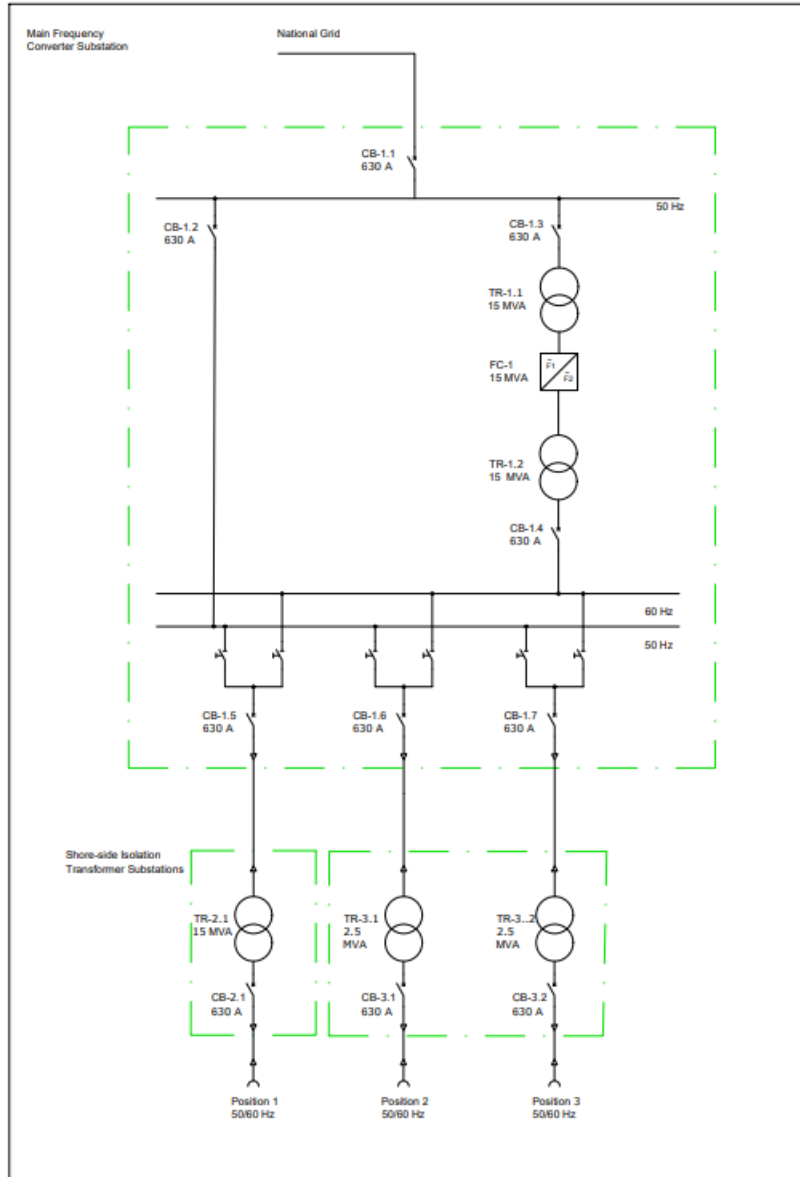 Main Frequency
Converter Substation
National Grid
CB-1.1
630 A
50 Hz
CB-1.2
630 A
CB-1.3
630 A
TR-1.1
15 MVA
FC-1
15 MVA
F1
F2
TR-1.2
15 MVA
CB-1.4
630 A
60 Hz
50 Hz
CB-1.5
630 A
CB-1.6
630 A
CB-1.7
630 A
Shore-side Isolation
Transformer Substations
TR-2.1
15 MVA
TR-3.1
2.5
MVA
TR-3..2
2.5
MVA
CB-2.1
630 A
CB-3.1
630 A
CB-3.2
630 A
Position 1
50/60 Hz
Position 2
50/60 Hz
Position 3
50/60 Hz